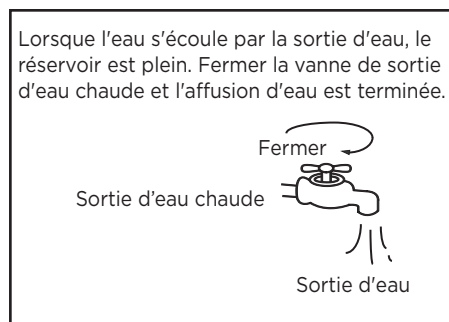 Lorsque l'eau s'écoule par la sortie d'eau, le
réservoir est plein. Fermer la vanne de sortie
d'eau chaude et l'affusion d'eau est terminée.
Fermer
Sortie d’eau chaude
Sortie d'eau